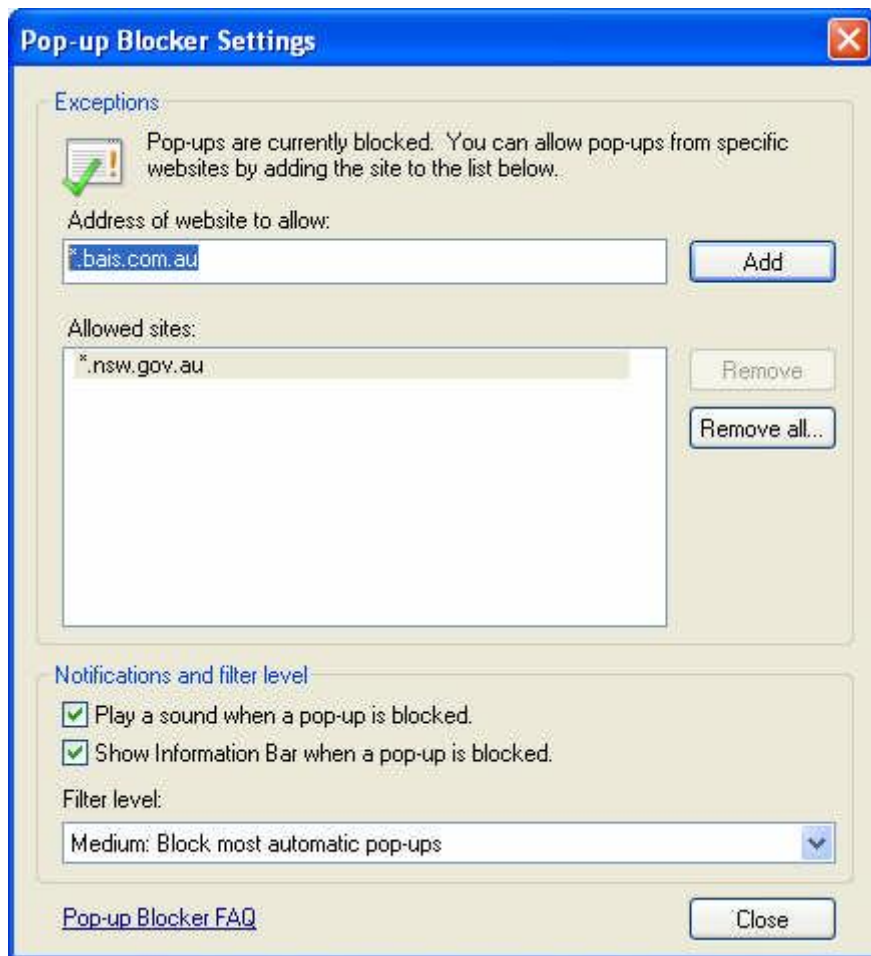 Pop-up Blocker Settings
Exceptions
Pop-ups are currently blocked. You can allow pop-ups from specific
websites by adding the site to the list below.
Address of website to allow:
*.bais.com.au
Add
Allowed sites:
*.nsw.gov.au
Remove
Remove all...
Notifications and filter level
Play a sound when a pop-up is blocked.
Show Information Bar when a pop-up is blocked.
Filter level:
Medium: Block most automatic pop-ups
Pop-up Blocker FAQ
Close